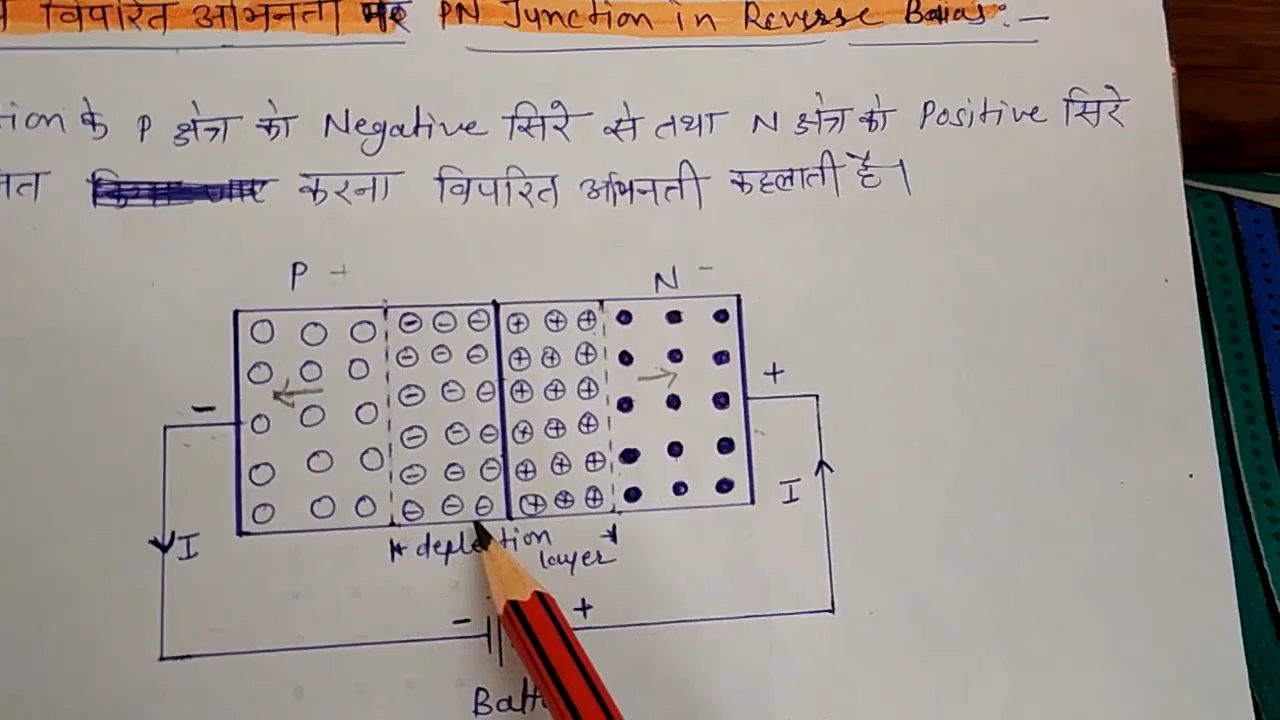 विपरित अभिनती PN Junction in Reverse Baias:—
tion के P क्षेत्र को Negative सिरे से तथा N क्षेत्र को Positive सिरे
करना विपरित अभिनती कहलाती है।
P + N -
- +
I I
depletion
layer
- +
Batt